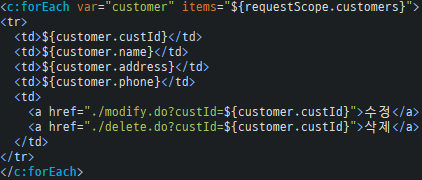 <c:forEach var="customer" items="${requestScope.customers}">
<tr>
<td>${customer.custId}</td>
<td>${customer.name}</td>
<td>${customer.address}</td>
<td>${customer.phone}</td>
<td>
<a href="./modify.do?custId=${customer.custId}">수정</a>
<a href="./delete.do?custId=${customer.custId}">삭제</a>
</td>
</tr>
</c:forEach>